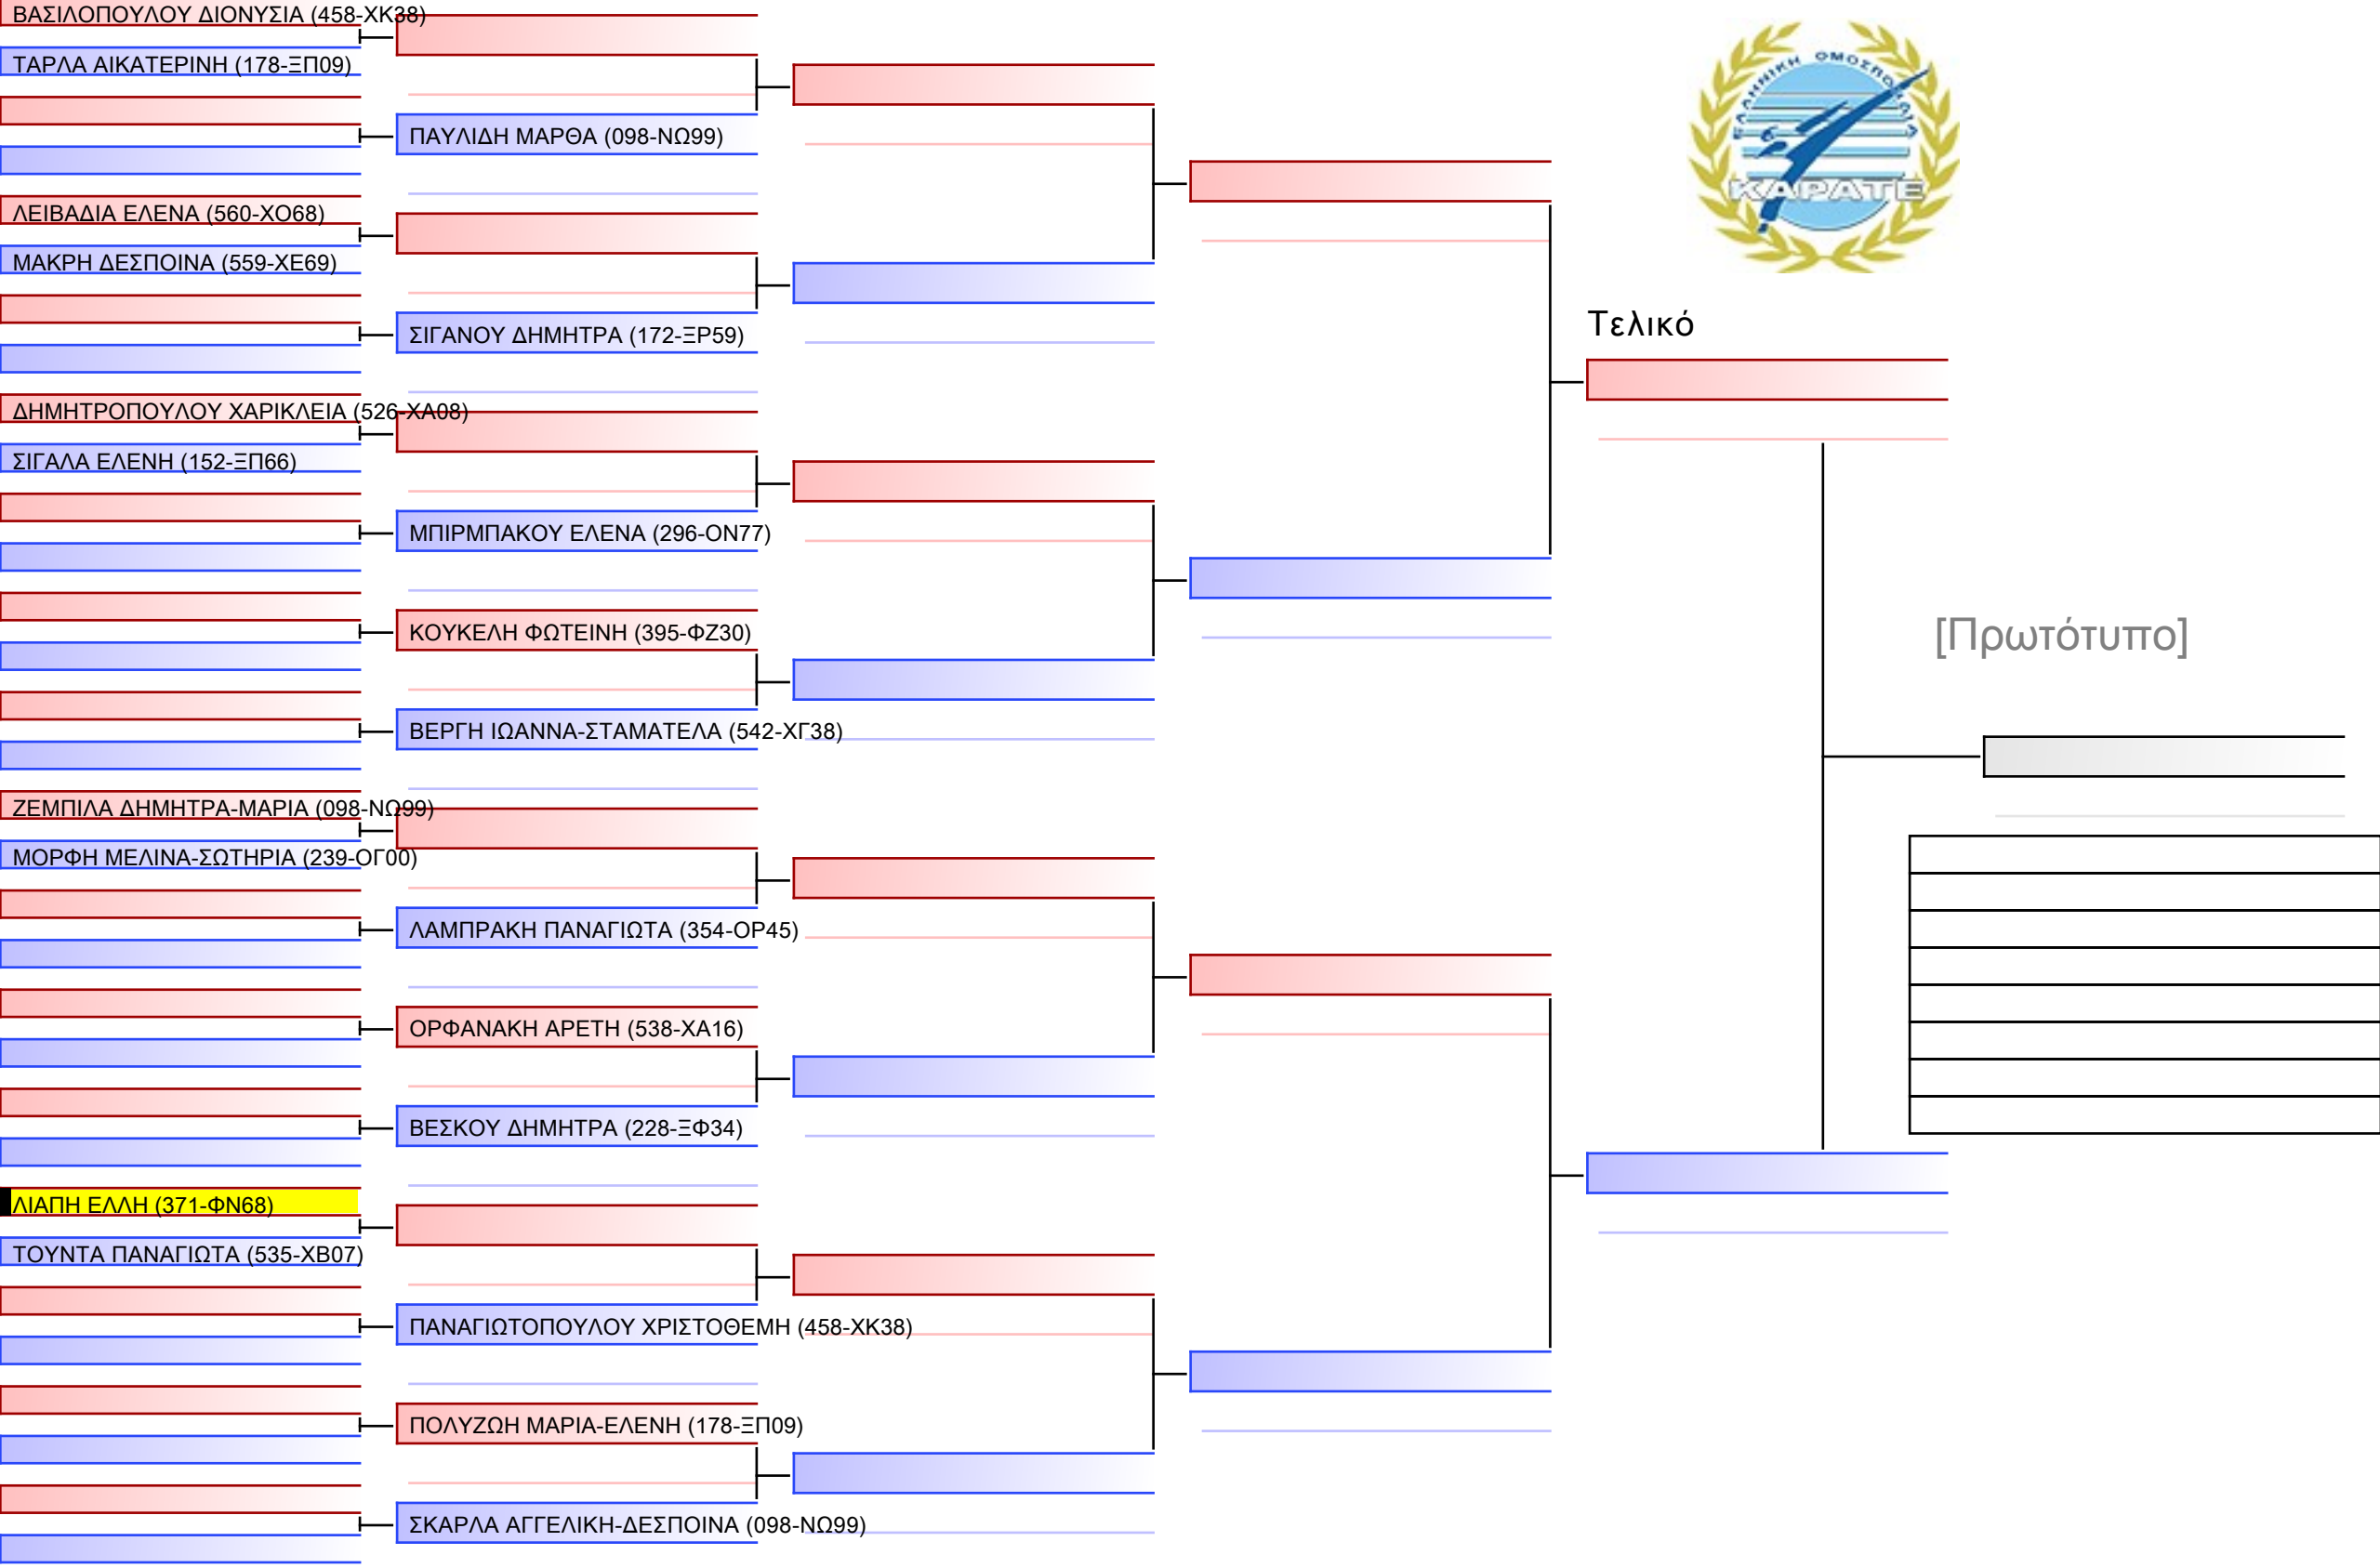 ΒΑΣΙΛΟΠΟΥΛΟΥ ΔΙΟΝΥΣΙΑ (458-ΧΚ38)
ΤΑΡΛΑ ΑΙΚΑΤΕΡΙΝΗ (178-ΞΠ09)
ΠΑΥΛΙΔΗ ΜΑΡΘΑ (098-ΝΩ99)
ΛΕΙΒΑΔΙΑ ΕΛΕΝΑ (560-ΧΟ68)
ΜΑΚΡΗ ΔΕΣΠΟΙΝΑ (559-ΧΕ69)
ΣΙΓΑΝΟΥ ΔΗΜΗΤΡΑ (172-ΞΡ59)
ΔΗΜΗΤΡΟΠΟΥΛΟΥ ΧΑΡΙΚΛΕΙΑ (526-ΧΑ08)
ΣΙΓΑΛΑ ΕΛΕΝΗ (152-ΞΠ66)
ΜΠΙΡΜΠΑΚΟΥ ΕΛΕΝΑ (296-ΟΝ77)
ΚΟΥΚΕΛΗ ΦΩΤΕΙΝΗ (395-ΦΖ30)
ΒΕΡΓΗ ΙΩΑΝΝΑ-ΣΤΑΜΑΤΕΛΑ (542-ΧΓ38)
ΖΕΜΠΙΛΑ ΔΗΜΗΤΡΑ-ΜΑΡΙΑ (098-ΝΩ99)
ΜΟΡΦΗ ΜΕΛΙΝΑ-ΣΩΤΗΡΙΑ (239-ΟΓ00)
ΛΑΜΠΡΑΚΗ ΠΑΝΑΓΙΩΤΑ (354-ΟΡ45)
ΟΡΦΑΝΑΚΗ ΑΡΕΤΗ (538-ΧΑ16)
ΒΕΣΚΟΥ ΔΗΜΗΤΡΑ (228-ΞΦ34)
ΛΙΑΠΗ ΕΛΛΗ (371-ΦΝ68)
ΤΟΥΝΤΑ ΠΑΝΑΓΙΩΤΑ (535-ΧΒ07)
ΠΑΝΑΓΙΩΤΟΠΟΥΛΟΥ ΧΡΙΣΤΟΘΕΜΗ (458-ΧΚ38)
ΠΟΛΥΖΩΗ ΜΑΡΙΑ-ΕΛΕΝΗ (178-ΞΠ09)
ΣΚΑΡΛΑ ΑΓΓΕΛΙΚΗ-ΔΕΣΠΟΙΝΑ (098-ΝΩ99)
ΕΛΛΗΝΙΚΗ ΟΜΟΣΠΟΝΔΙΑ
ΚΑΡΑΤΕ
Τελικό
[Πρωτότυπο]